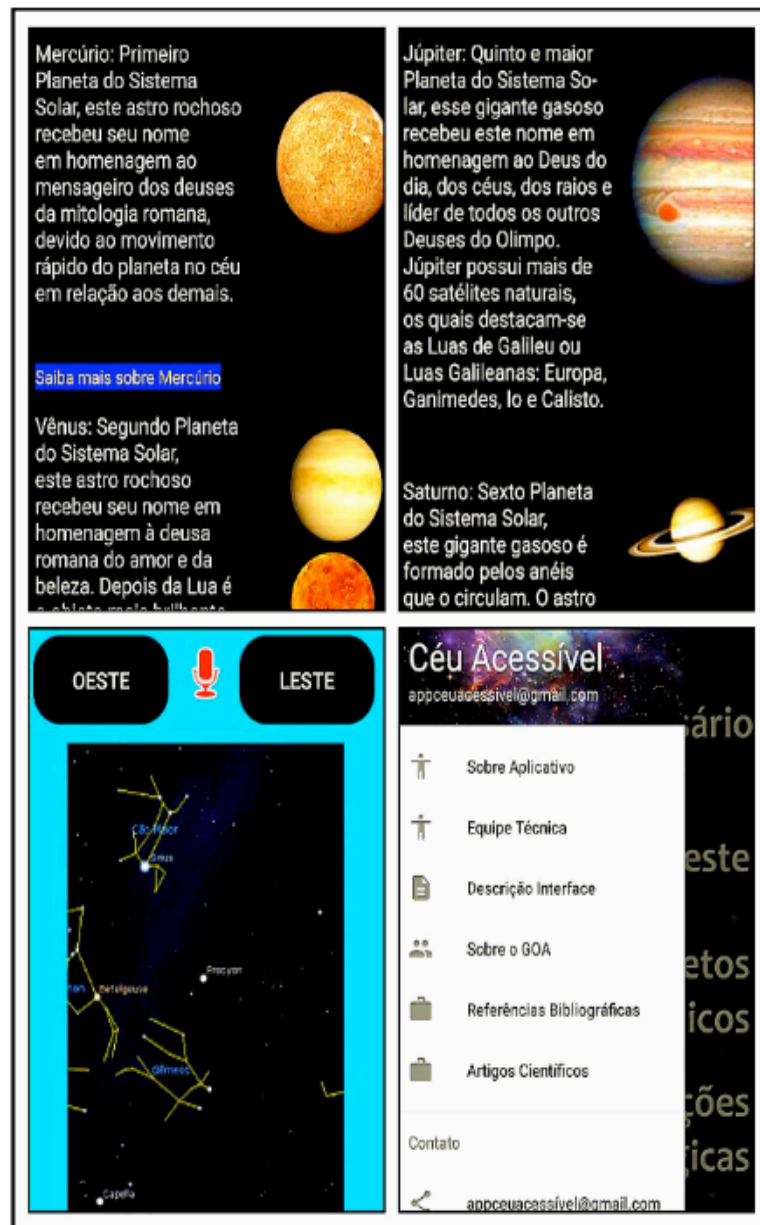 Mercúrio: Primeiro
Planeta do Sistema
Solar, este astro rochoso
recebeu seu nome
em homenagem ao
mensageiro dos deuses
da mitologia romana,
devido ao movimento
rápido do planeta no céu
em relação aos demais.
Saiba mais sobre Mercúrio
Vênus: Segundo Planeta
do Sistema Solar,
este astro rochoso
recebeu seu nome em
homenagem à deusa
romana do amor e da
beleza. Depois da Lua é
Júpiter: Quinto e maior
Planeta do Sistema So-
lar, esse gigante gasoso
recebeu este nome em
homenagem ao Deus do
dia, dos céus, dos raios e
líder de todos os outros
Deuses do Olimpo.
Júpiter possui mais de
60 satélites naturais,
os quais destacam-se
as Luas de Galileu ou
Luas Galileanas: Europa,
Ganimedes, Io e Calisto.
Saturno: Sexto Planeta
do Sistema Solar,
este gigante gasoso é
formado pelos anéis
que o circulam. O astro
OESTE
LESTE
Cão Maior
Sirius
Procyon
Betelgeuse
Gêmeos
Capella
Céu Acessível
appceuacessivel@gmail.com
ário
Sobre Aplicativo
Equipe Técnica
este
Descrição Interface
Sobre o GOA
etos
Referências Bibliográficas
icos
Artigos Científicos
ções
Contato
gicas
appceuacessível@gmail.com